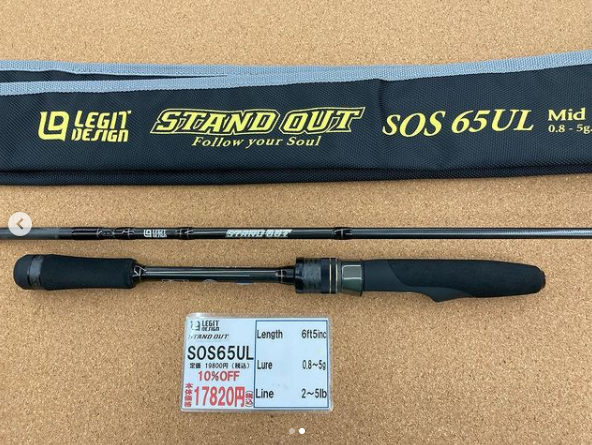 LEGIT DESIGN
STAND OUT
Follow your Soul
SOS 65UL
Mid
0.8 - 5g
STAND OUT
LEGIT DESIGN
STAND OUT
SOS65UL
定価 19800円 (税込)
10%OFF
17820円
Length 6ft5inc
Lure 0.8〜5g
Line 2〜5lb